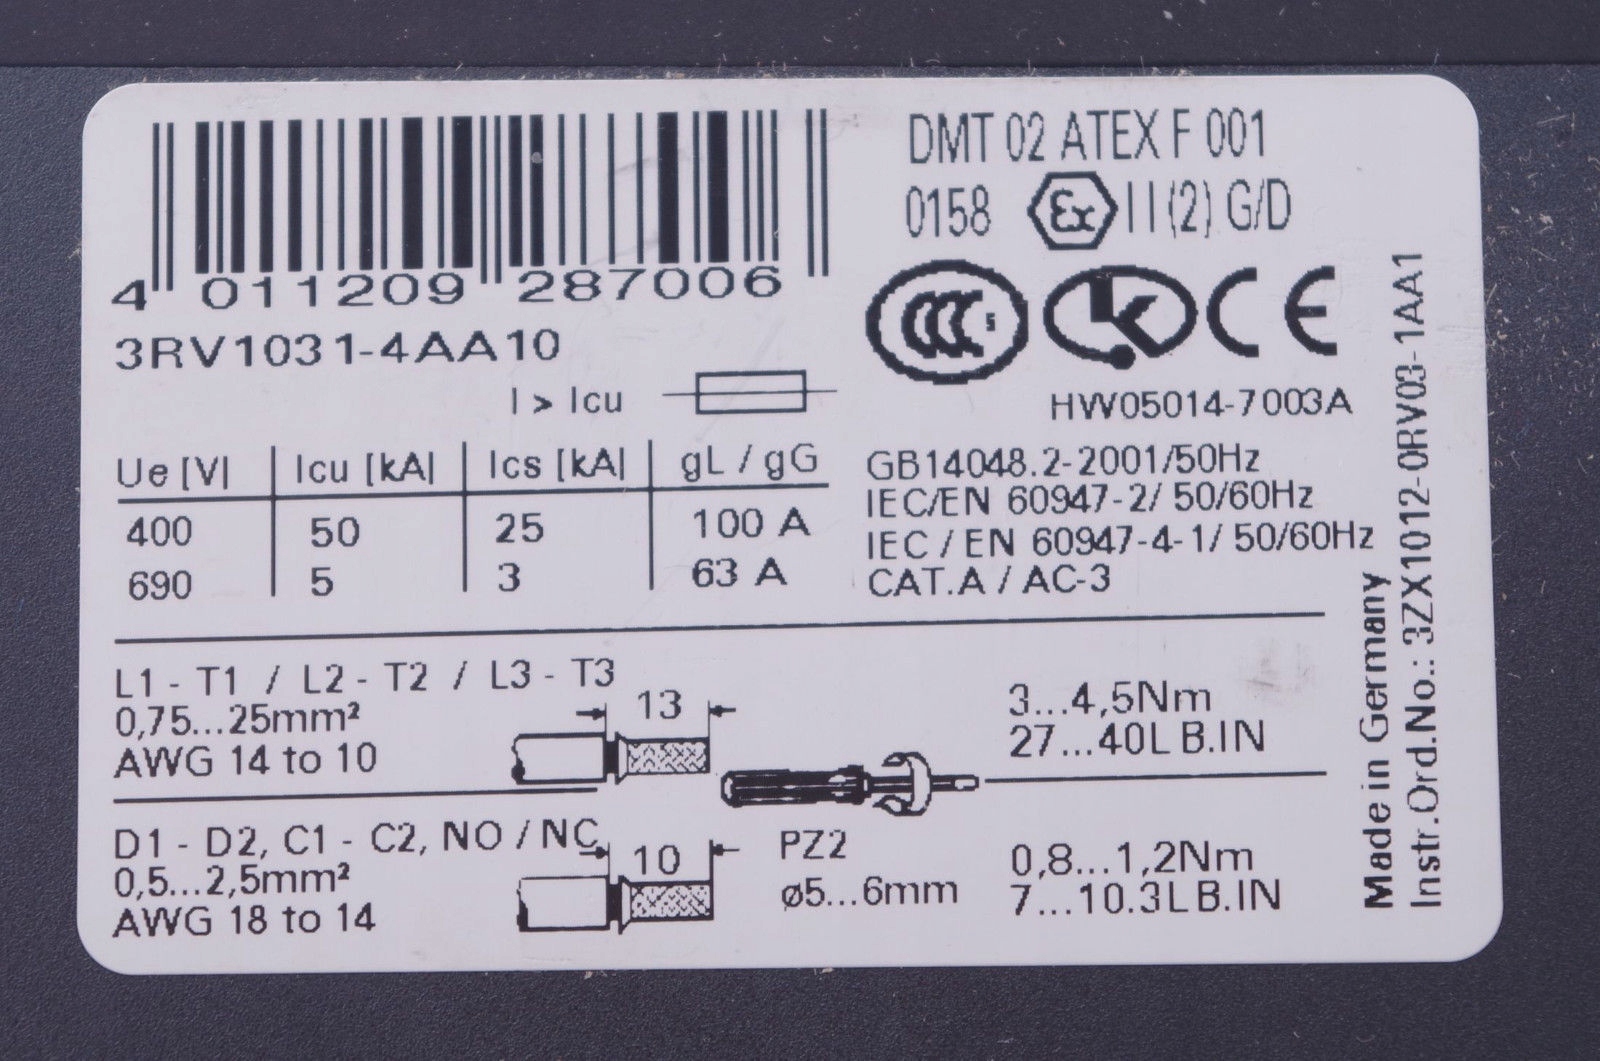 4 011209 287006
3RV1031-4AA10
I > Icu
Ue [V] Icu [kA] Ics [kA] gL / gG
400 50 25 100 A
690 5 3 63 A
DMT 02 ATEX F 001
0158 Ex II (2) G/D
CCC S CE
HW05014-7003A
GB14048.2-2001/50Hz
IEC/EN 60947-2/ 50/60Hz
IEC / EN 60947-4-1/ 50/60Hz
CAT.A / AC-3
L1 - T1 / L2 - T2 / L3 - T3
0,75...25mm²
AWG 14 to 10
13
3...4,5Nm
27...40LB.IN
D1 - D2, C1 - C2, NO / NC
0,5...2,5mm²
AWG 18 to 14
10
PZ2
ø5...6mm
0,8...1,2Nm
7...10.3LB.IN
Made in Germany
Instr.Ord.No.: 3ZX1012-0RV03-1AA1